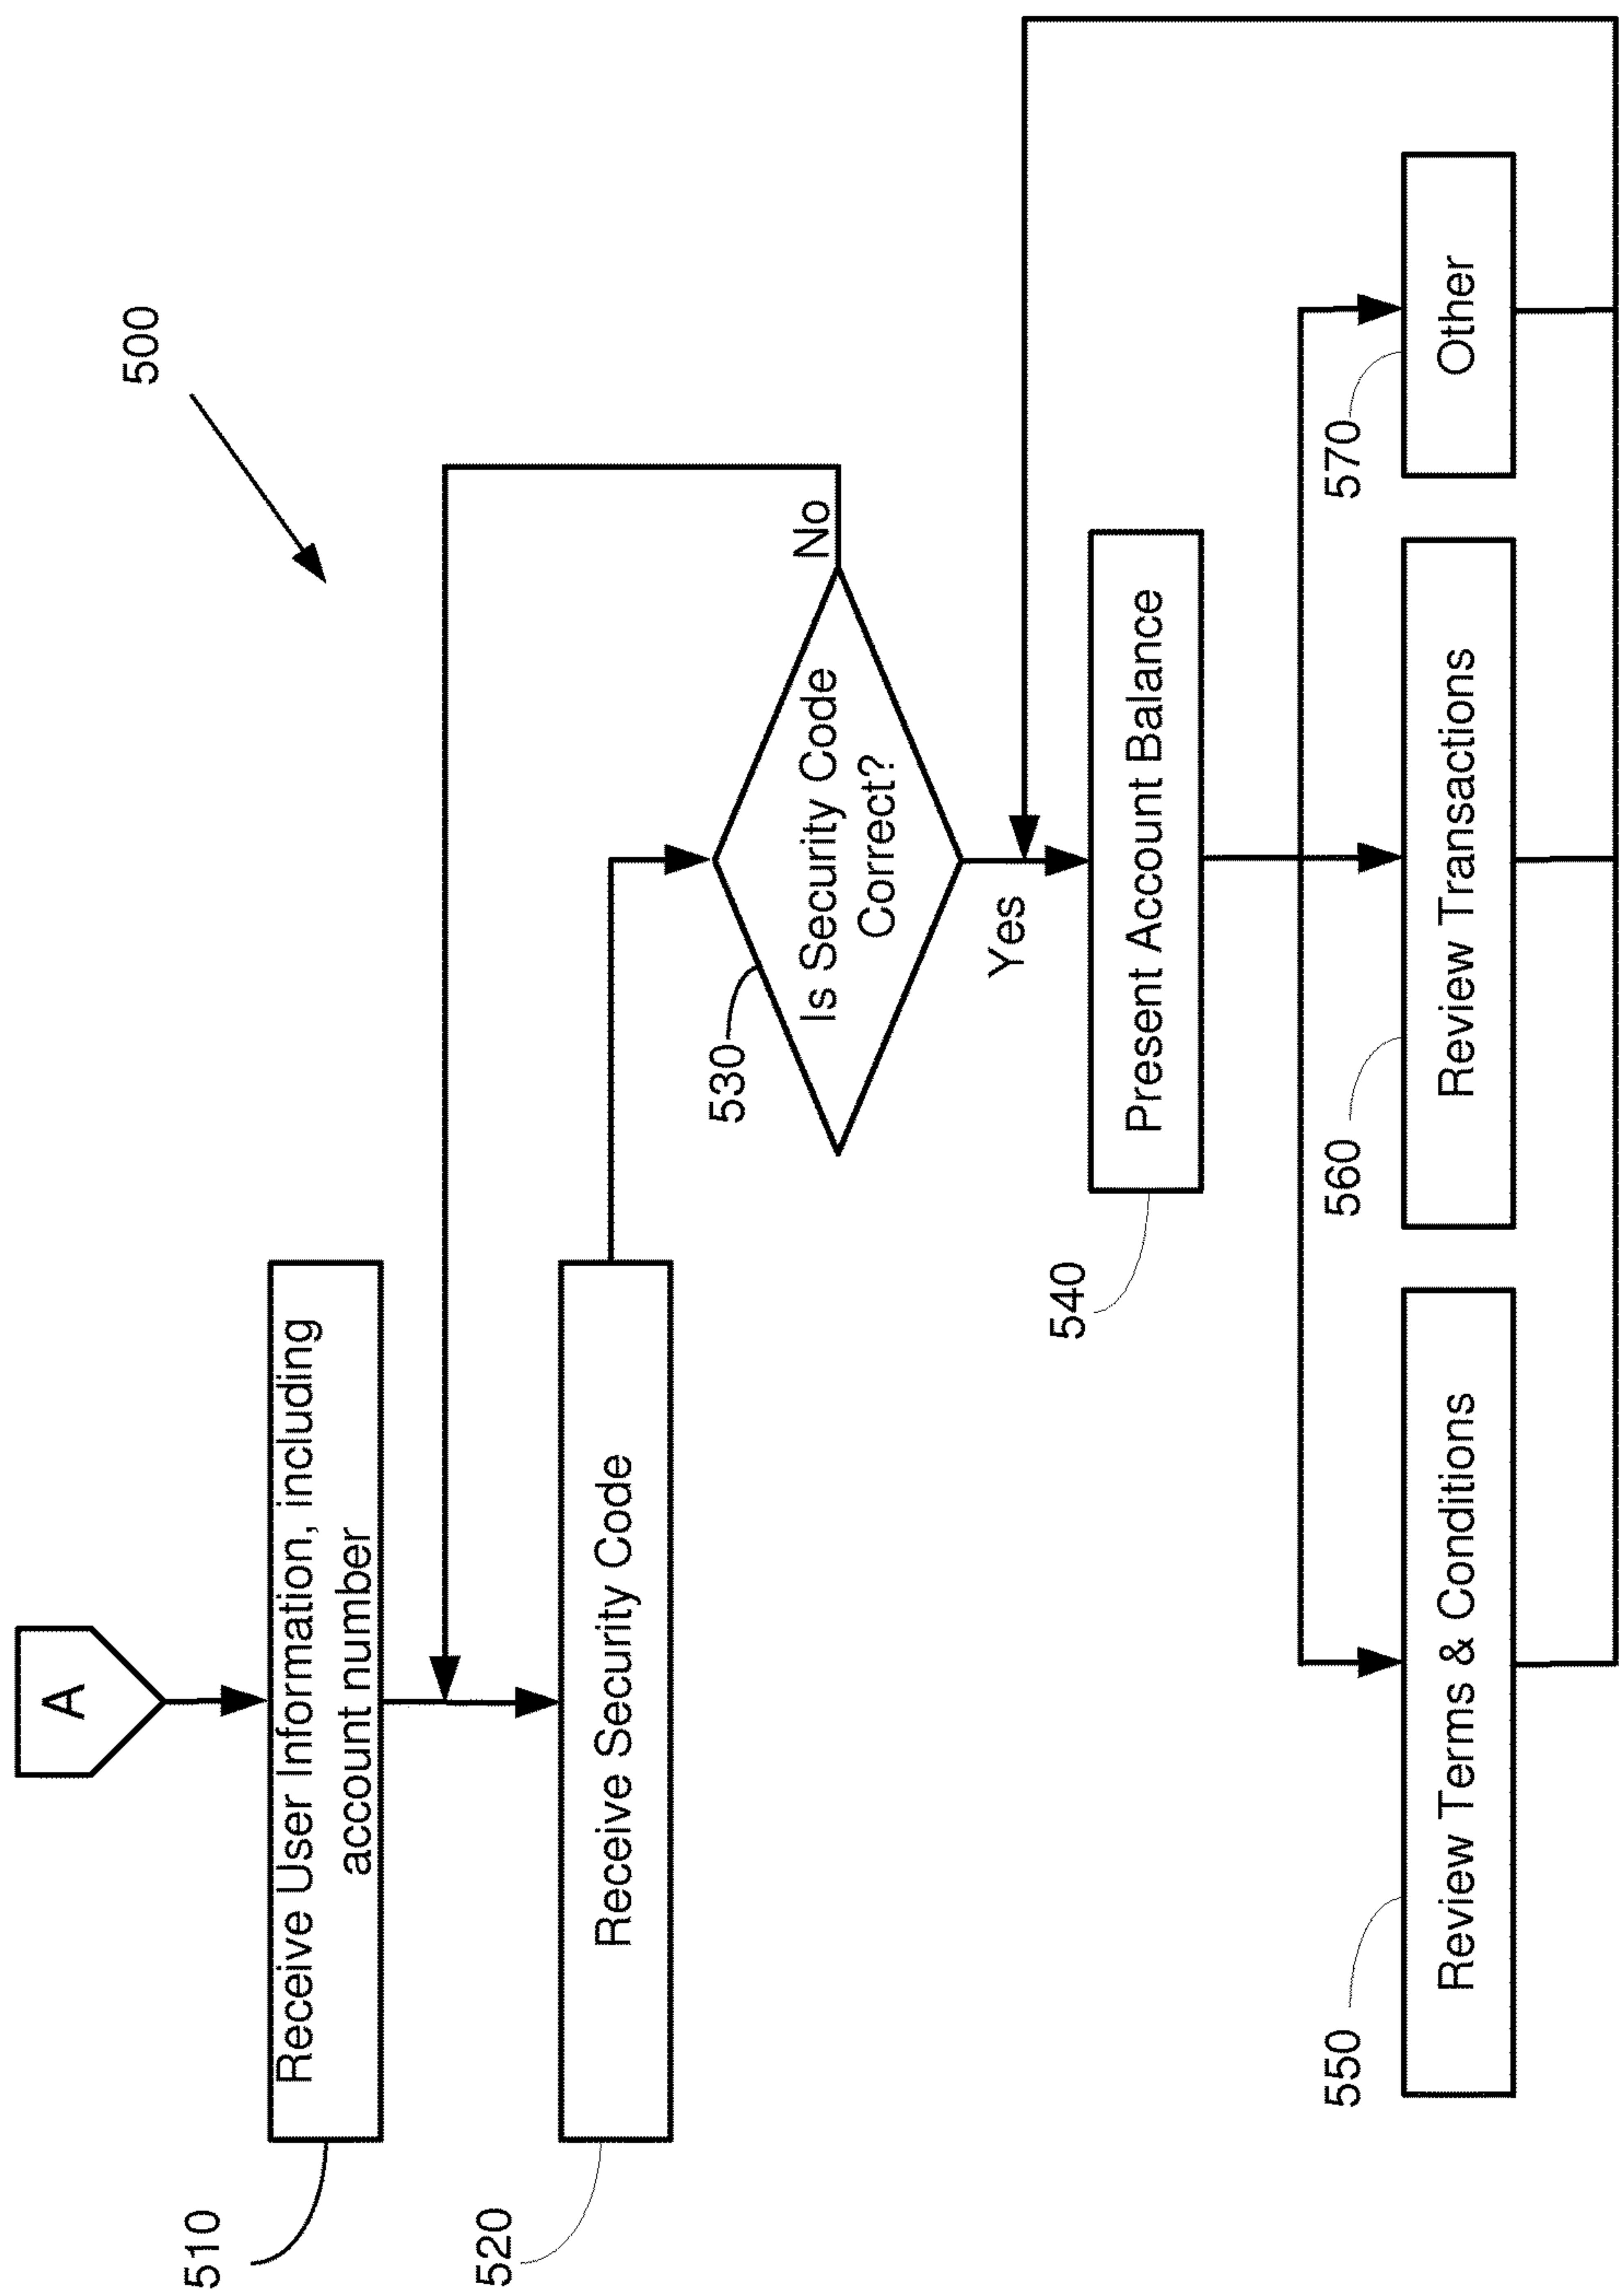 A
500
510
Receive User Information, including
account number
520
Receive Security Code
530
Is Security Code
Correct?
No
Yes
540
Present Account Balance
550
Review Terms & Conditions
560
Review Transactions
570
Other